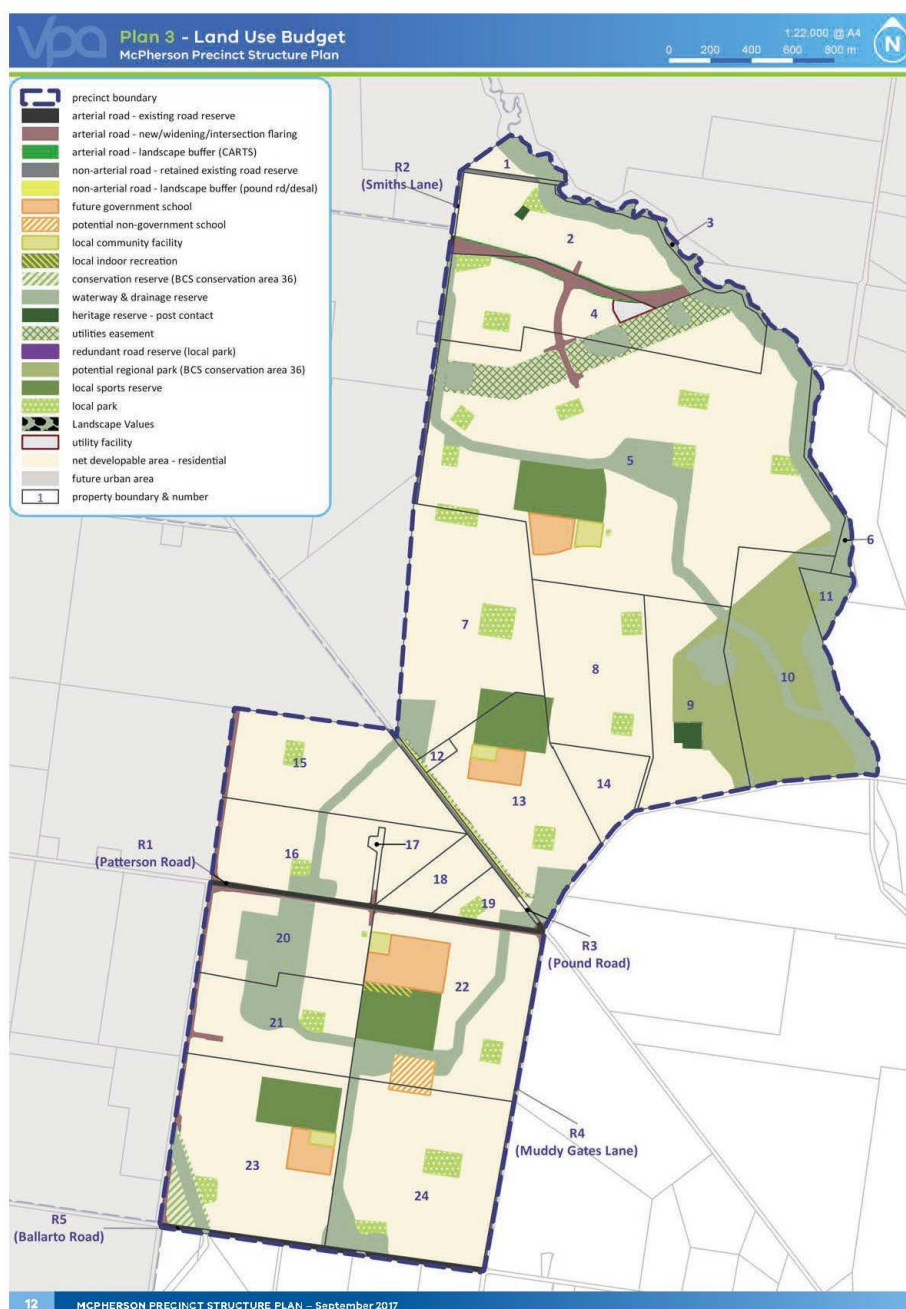 vpa
Plan 3 - Land Use Budget
McPherson Precinct Structure Plan
1:22,000 @ A4
0 200 400 600 800 m
N
precinct boundary
arterial road - existing road reserve
arterial road - new/widening/intersection flaring
arterial road - landscape buffer (CARTS)
non-arterial road - retained existing road reserve
non-arterial road - landscape buffer (pound rd/desal)
future government school
potential non-government school
local community facility
local indoor recreation
conservation reserve (BCS conservation area 36)
waterway & drainage reserve
heritage reserve - post contact
utilities easement
redundant road reserve (local park)
potential regional park (BCS conservation area 36)
local sports reserve
local park
Landscape Values
utility facility
net developable area - residential
future urban area
1 property boundary & number
1
R2
(Smiths Lane)
2
3
4
5
6
7
8
9
10
11
12
13
14
15
16
17
18
19
R1
(Patterson Road)
R3
(Pound Road)
20
21
22
23
24
R4
(Muddy Gates Lane)
R5
(Ballarto Road)
12 MCPHERSON PRECINCT STRUCTURE PLAN – September 2017